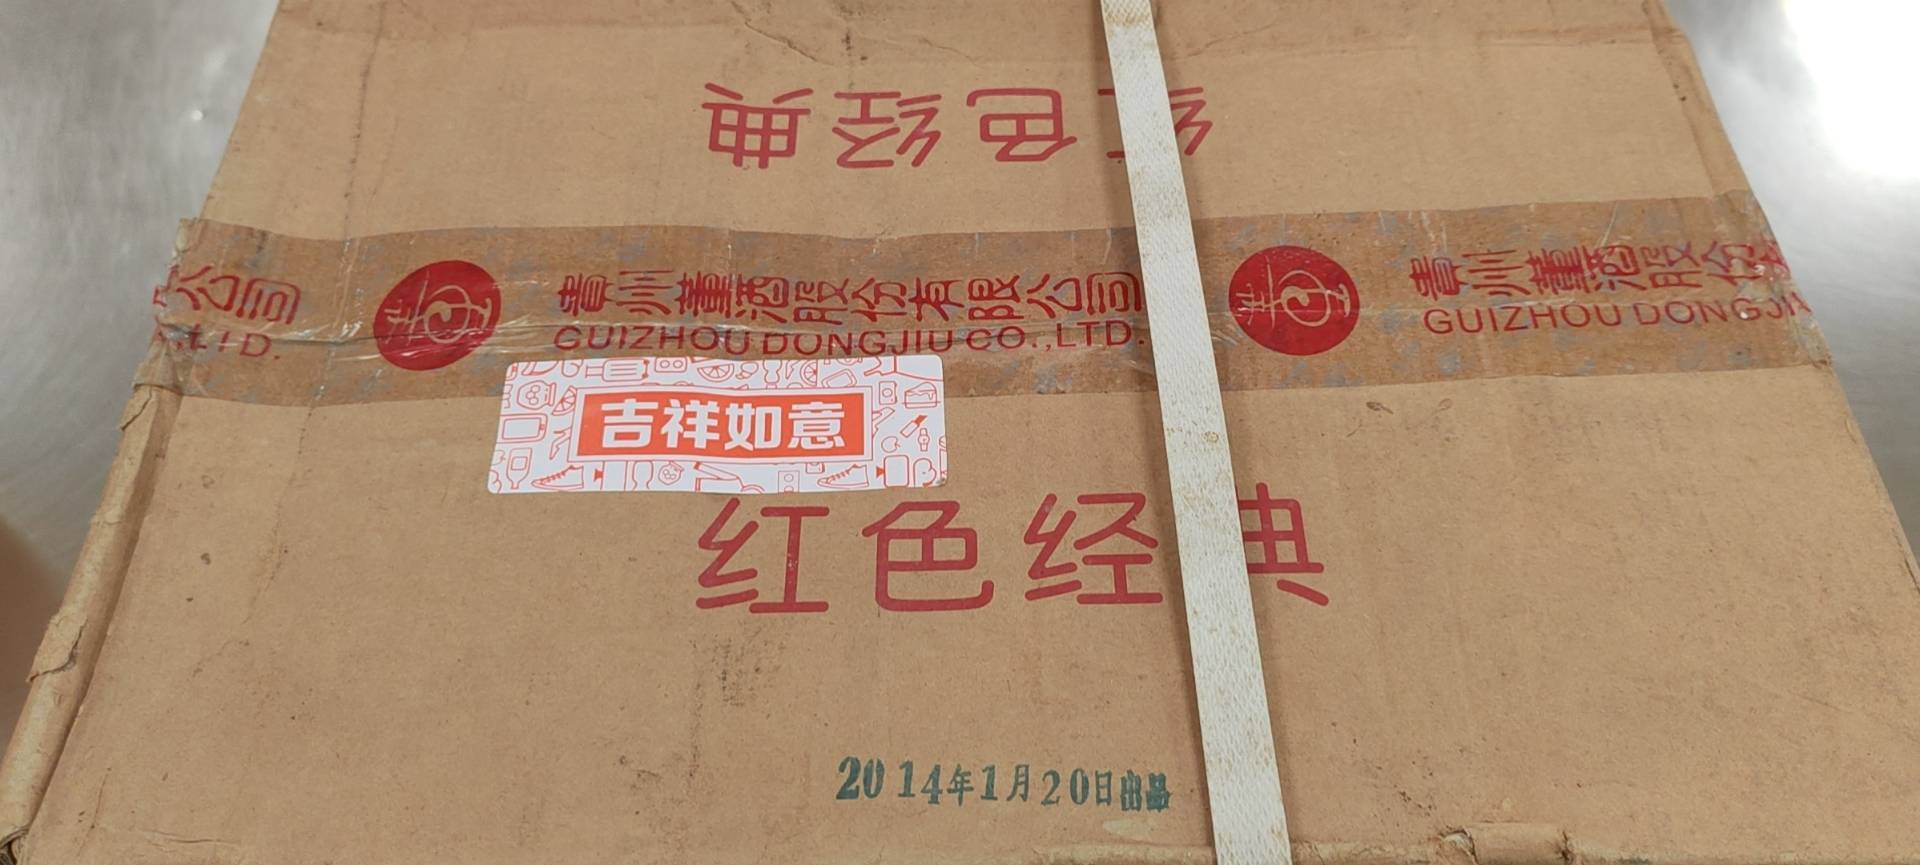 红色经典
公司 贵州董酒股份有限公司 贵州董酒股份
LTD. GUIZHOU DONGJIU CO.,LTD. GUIZHOU DONGJIU
吉祥如意
红色经典
2014年1月20日出品